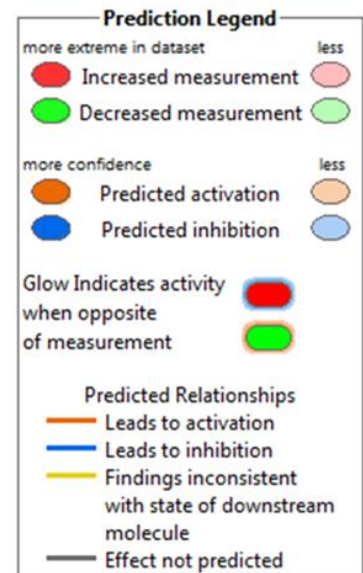 Prediction Legend
more extreme in dataset less
Increased measurement
Decreased measurement
more confidence less
Predicted activation
Predicted inhibition
Glow Indicates activity
when opposite
of measurement
Predicted Relationships
Leads to activation
Leads to inhibition
Findings inconsistent
with state of downstream
molecule
Effect not predicted